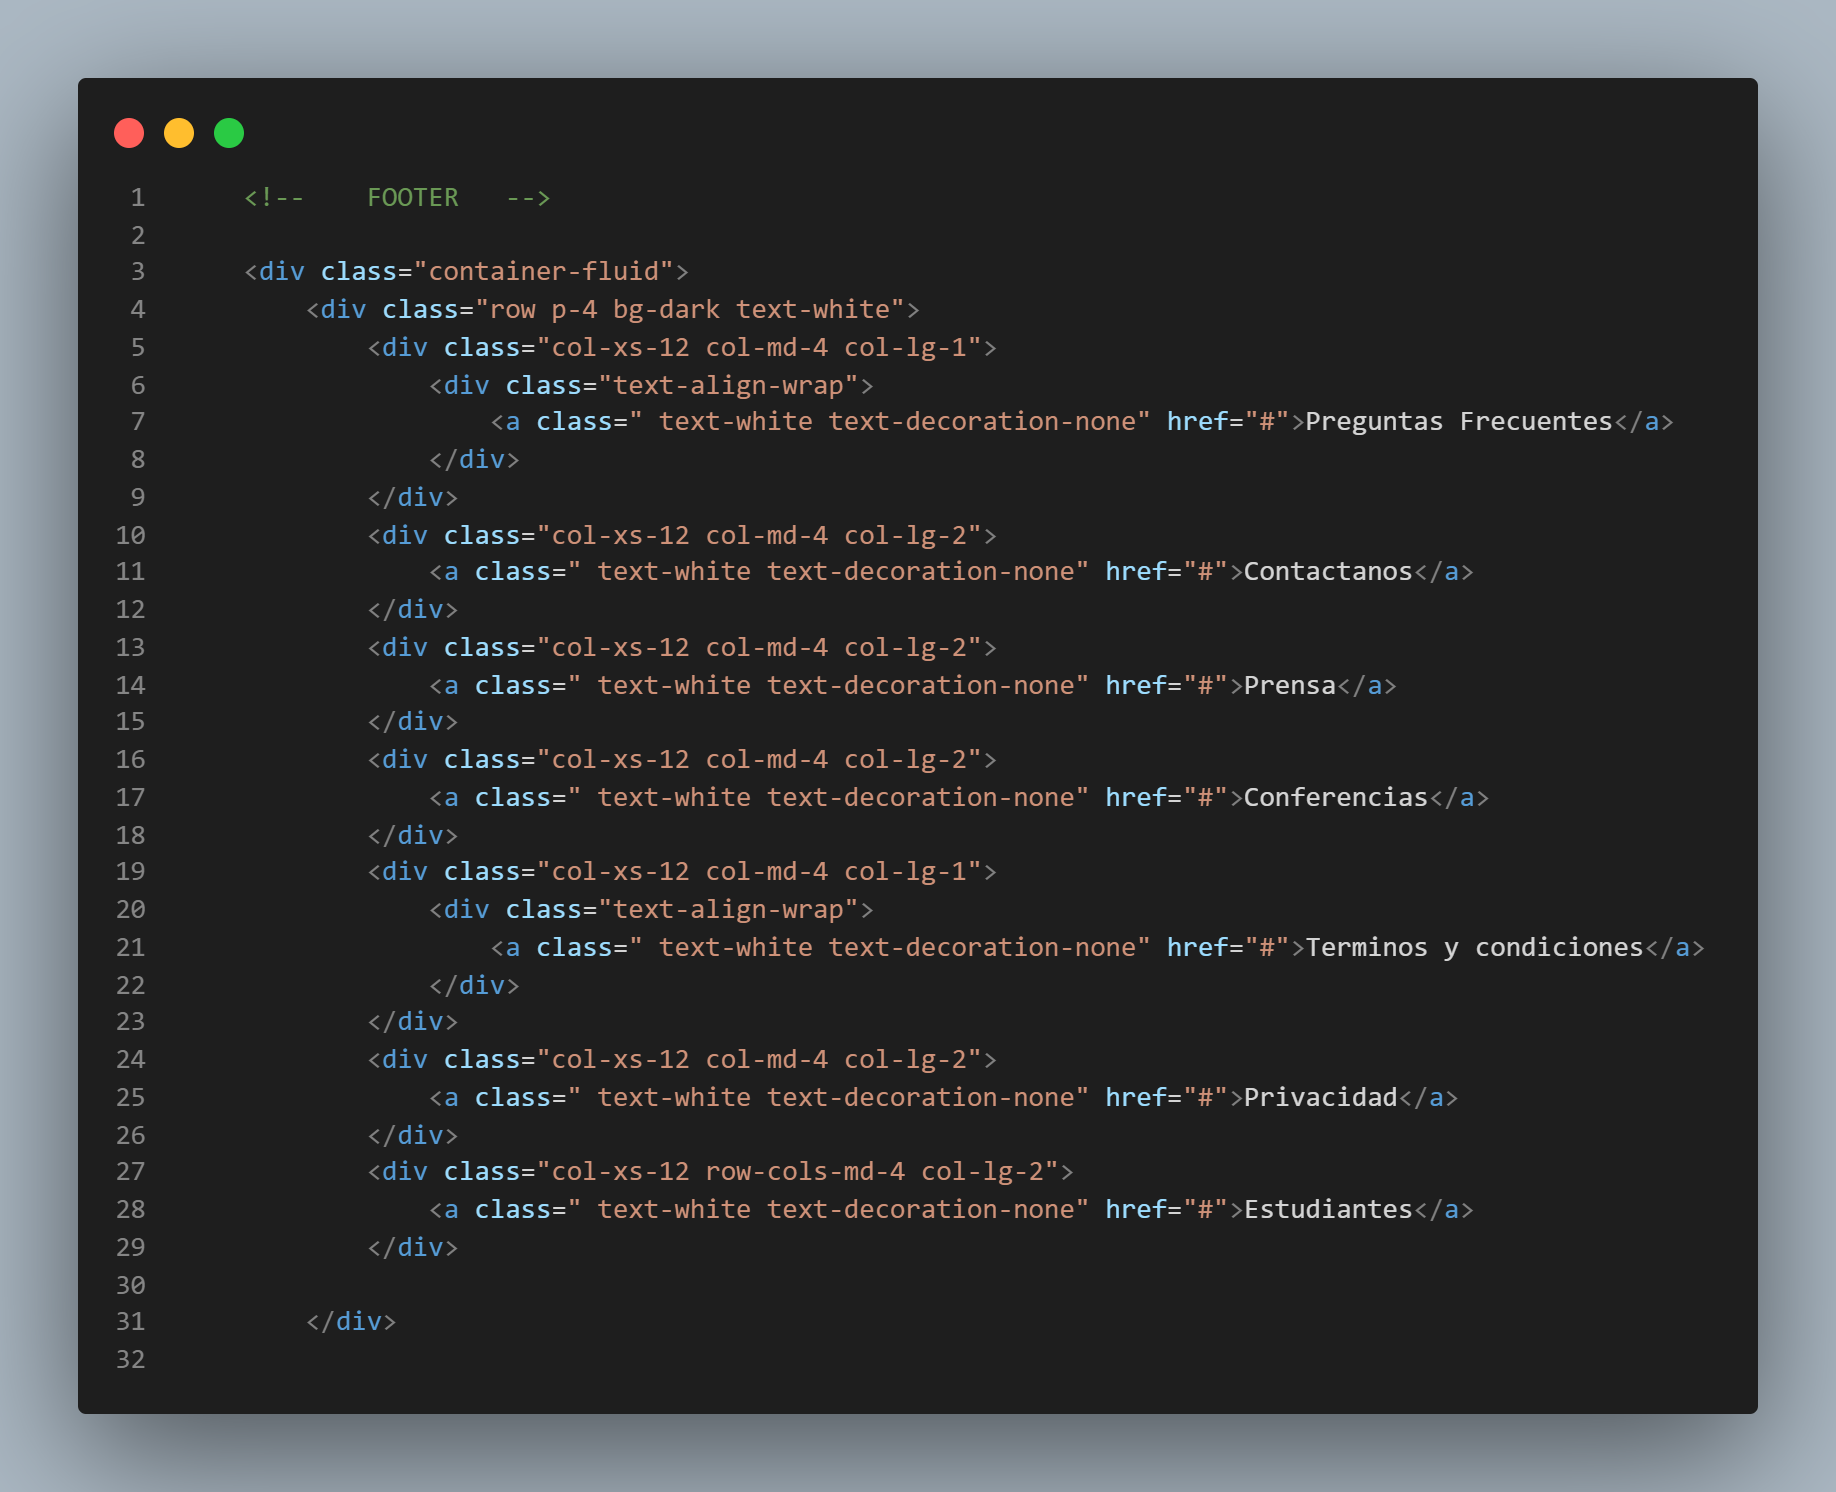 1 <!--    FOOTER   -->
2
3 <div class="container-fluid">
4     <div class="row p-4 bg-dark text-white">
5         <div class="col-xs-12 col-md-4 col-lg-1">
6             <div class="text-align-wrap">
7                 <a class=" text-white text-decoration-none" href="#">Preguntas Frecuentes</a>
8             </div>
9         </div>
10         <div class="col-xs-12 col-md-4 col-lg-2">
11             <a class=" text-white text-decoration-none" href="#">Contactanos</a>
12         </div>
13         <div class="col-xs-12 col-md-4 col-lg-2">
14             <a class=" text-white text-decoration-none" href="#">Prensa</a>
15         </div>
16         <div class="col-xs-12 col-md-4 col-lg-2">
17             <a class=" text-white text-decoration-none" href="#">Conferencias</a>
18         </div>
19         <div class="col-xs-12 col-md-4 col-lg-1">
20             <div class="text-align-wrap">
21                 <a class=" text-white text-decoration-none" href="#">Terminos y condiciones</a>
22             </div>
23         </div>
24         <div class="col-xs-12 col-md-4 col-lg-2">
25             <a class=" text-white text-decoration-none" href="#">Privacidad</a>
26         </div>
27         <div class="col-xs-12 row-cols-md-4 col-lg-2">
28             <a class=" text-white text-decoration-none" href="#">Estudiantes</a>
29         </div>
30
31     </div>
32